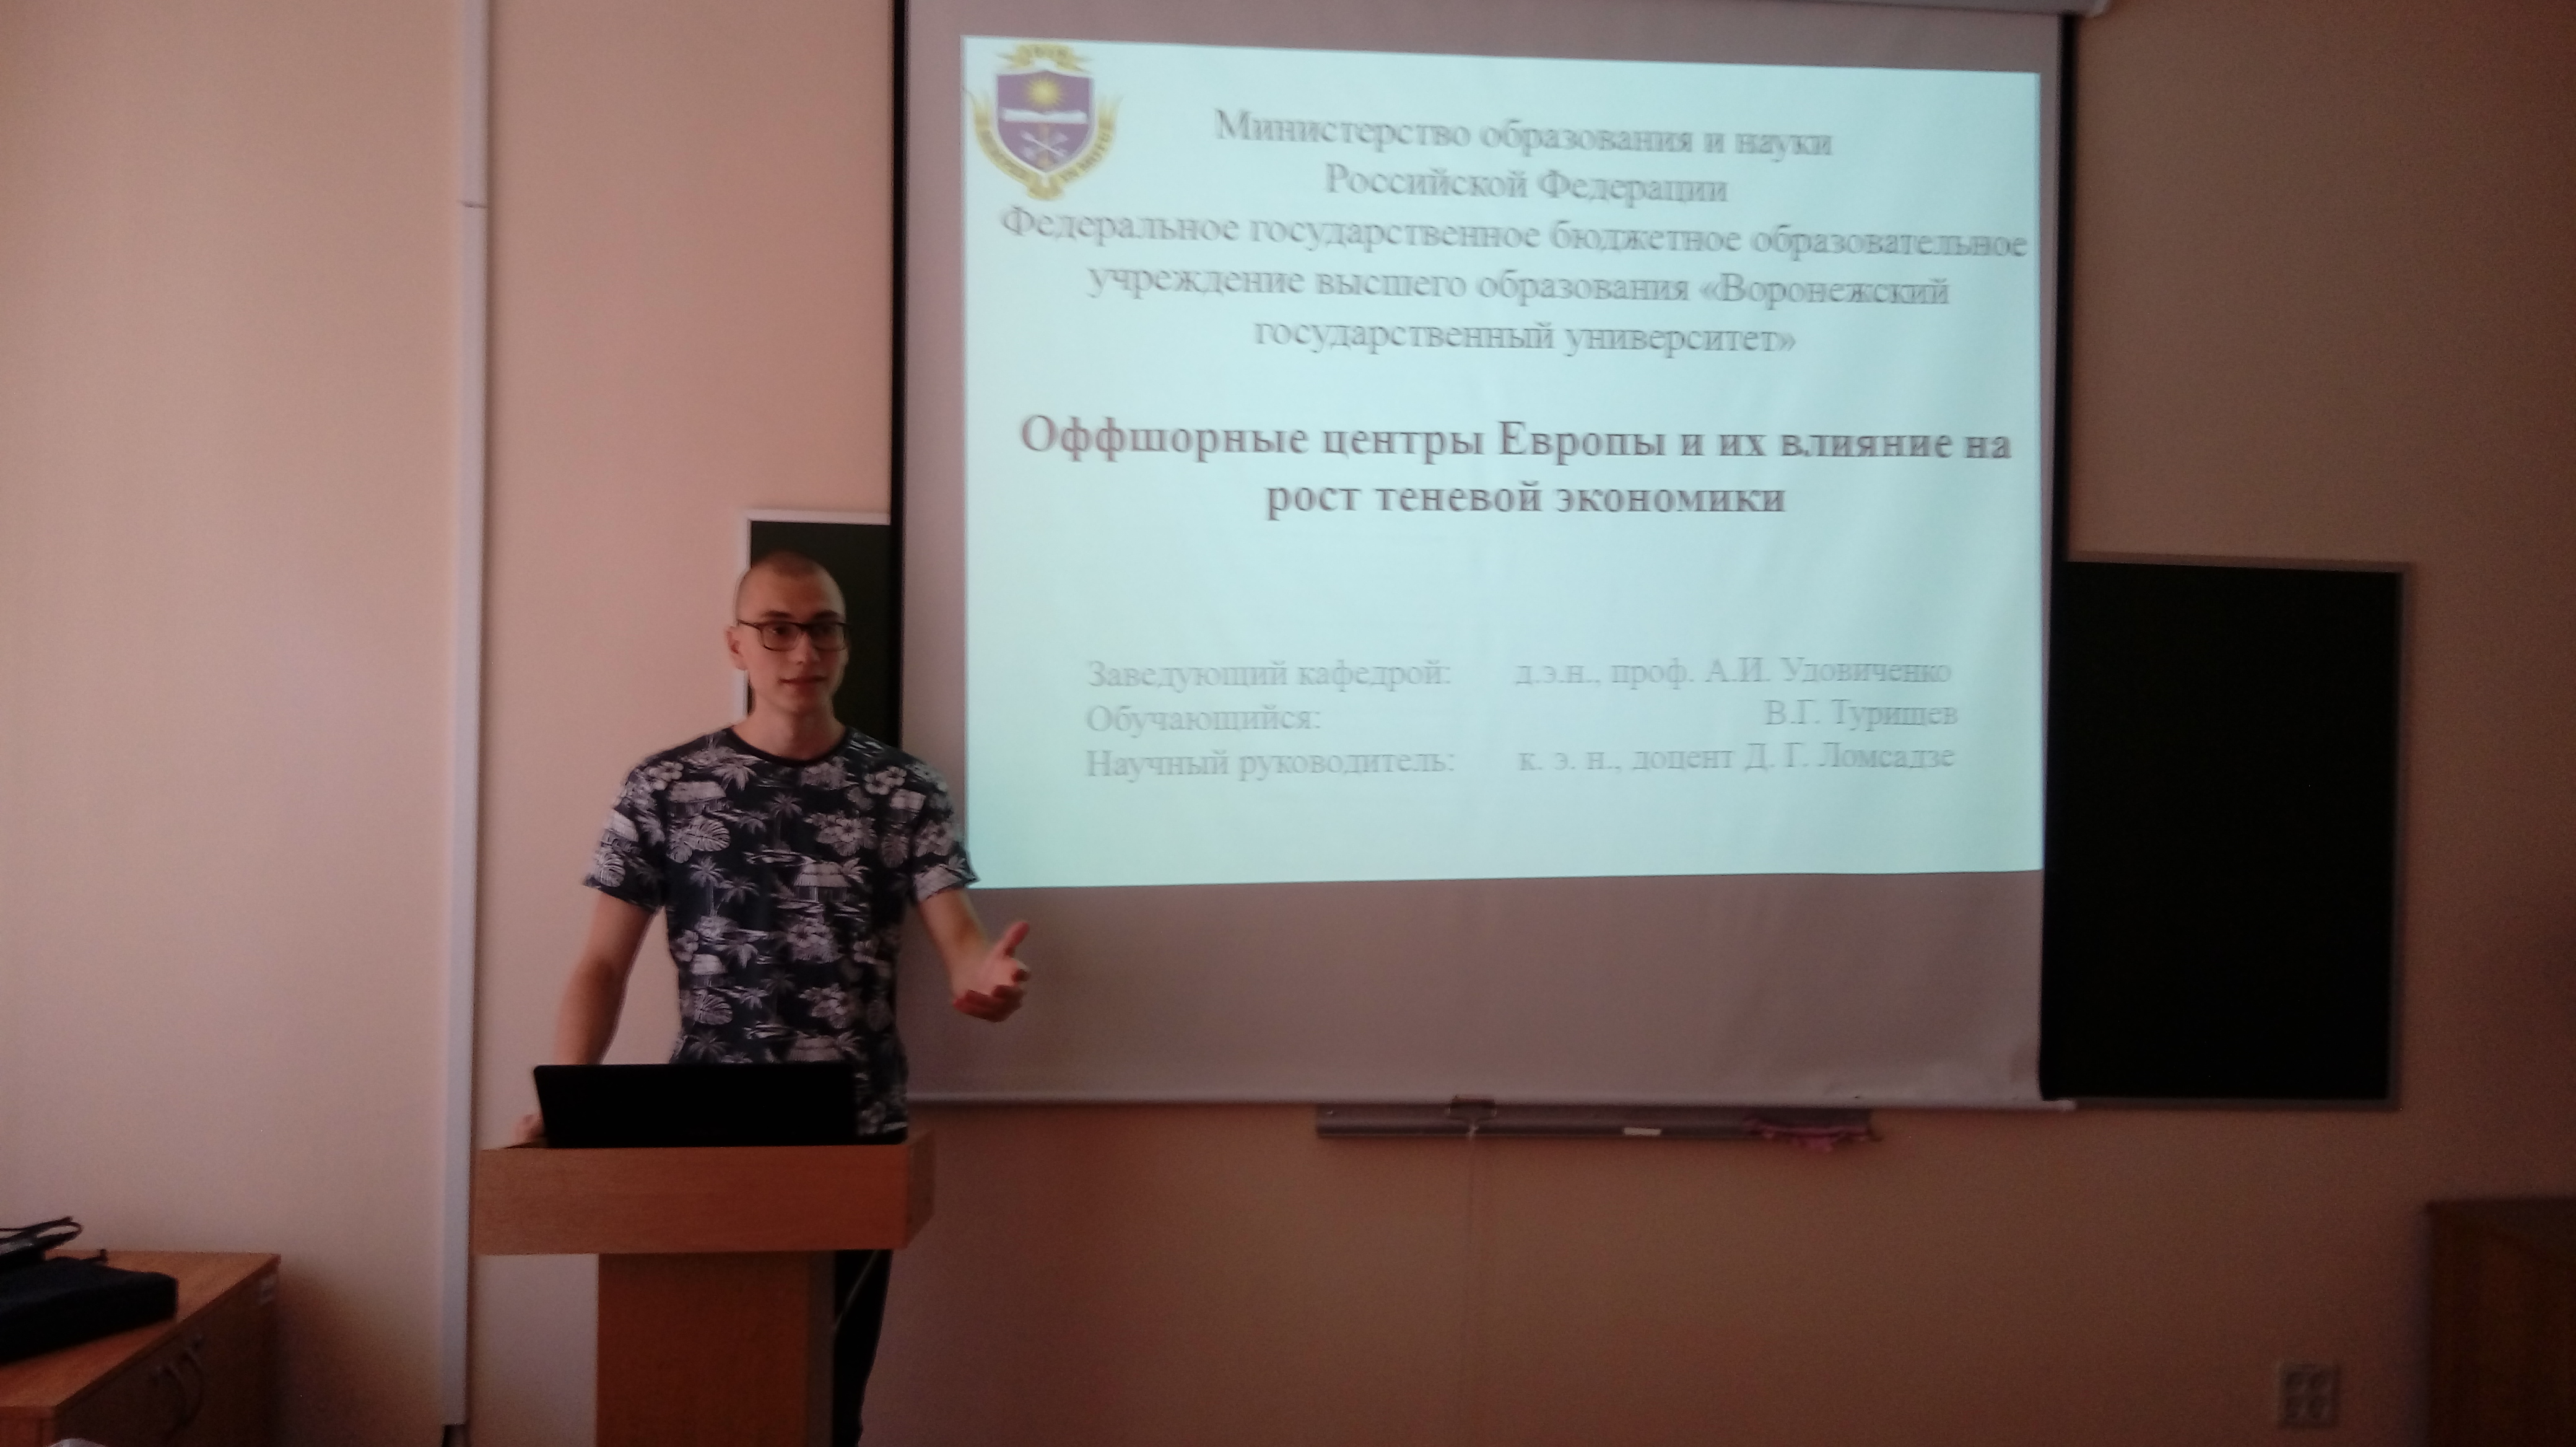 Министерство образования и науки
Российской Федерации
Федеральное государственное бюджетное образовательное
учреждение высшего образования «Воронежский
государственный университет»
Оффшорные центры Европы и их влияние на
рост теневой экономики
Заведующий кафедрой: д.э.н., проф. А.И. Удовиченко
Обучающийся: В.Г. Турищев
Научный руководитель: к. э. н., доцент Д. Г. Ломсадзе